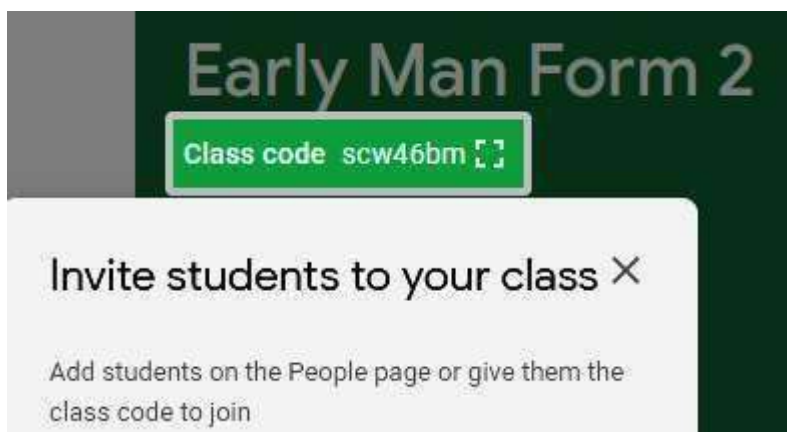 Early Man Form 2
Class code scw46bm
Invite students to your class
Add students on the People page or give them the
class code to join